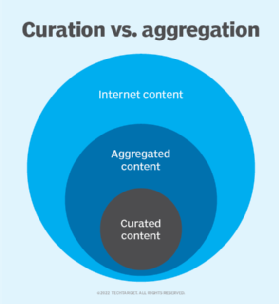 Curation vs. aggregation
Internet content
Aggregated
content
Curated
content
©2022 TECHTARGET. ALL RIGHTS RESERVED